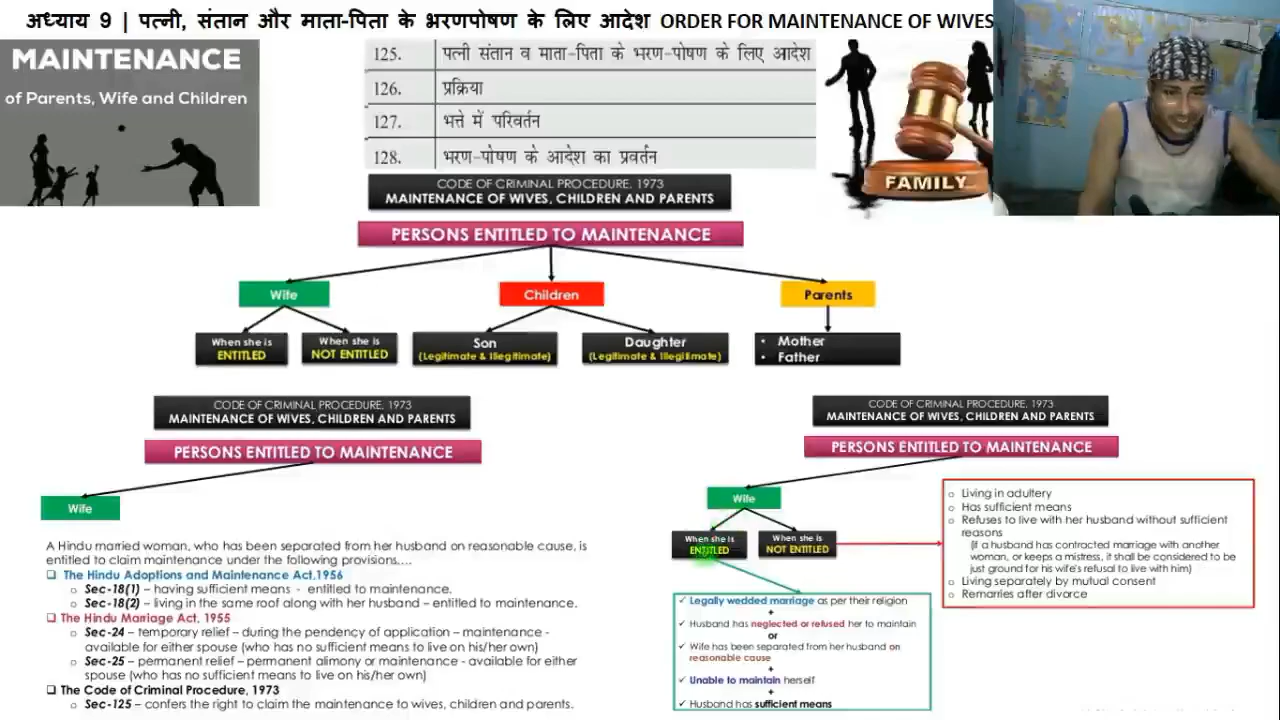 अध्याय 9 | पत्नी, संतान और माता-पिता के भरणपोषण के लिए आदेश ORDER FOR MAINTENANCE OF WIVES
MAINTENANCE
of Parents, Wife and Children
125. पत्नी संतान व माता-पिता के भरण-पोषण के लिए आदेश
126. प्रक्रिया
127. भत्ते में परिवर्तन
128. भरण-पोषण के आदेश का प्रवर्तन
FAMILY
CODE OF CRIMINAL PROCEDURE, 1973
MAINTENANCE OF WIVES, CHILDREN AND PARENTS
PERSONS ENTITLED TO MAINTENANCE
Wife
Children
Parents
When she is
ENTITLED
When she is
NOT ENTITLED
Son
(Legitimate & Illegitimate)
Daughter
(Legitimate & Illegitimate)
• Mother
• Father
CODE OF CRIMINAL PROCEDURE, 1973
MAINTENANCE OF WIVES, CHILDREN AND PARENTS
PERSONS ENTITLED TO MAINTENANCE
Wife
A Hindu married woman, who has been separated from her husband on reasonable cause, is
entitled to claim maintenance under the following provisions....
❑ The Hindu Adoptions and Maintenance Act,1956
o Sec-18(1) – having sufficient means - entitled to maintenance.
o Sec-18(2) – living in the same roof along with her husband – entitled to maintenance.
❑ The Hindu Marriage Act, 1955
o Sec-24 – temporary relief – during the pendency of application – maintenance -
available for either spouse (who has no sufficient means to live on his/her own)
o Sec-25 – permanent relief – permanent alimony or maintenance - available for either
spouse (who has no sufficient means to live on his/her own)
❑ The Code of Criminal Procedure, 1973
o Sec-125 – confers the right to claim the maintenance to wives, children and parents.
CODE OF CRIMINAL PROCEDURE, 1973
MAINTENANCE OF WIVES, CHILDREN AND PARENTS
PERSONS ENTITLED TO MAINTENANCE
Wife
When she is
ENTITLED
When she is
NOT ENTITLED
o Living in adultery
o Has sufficient means
o Refuses to live with her husband without sufficient
reasons
(if a husband has contracted marriage with another
woman, or keeps a mistress, it shall be considered to be
just ground for his wife's refusal to live with him)
o Living separately by mutual consent
o Remarries after divorce
✓ Legally wedded marriage as per their religion
+
✓ Husband has neglected or refused her to maintain
or
✓ Wife has been separated from her husband on
reasonable cause
+
✓ Unable to maintain herself
+
✓ Husband has sufficient means